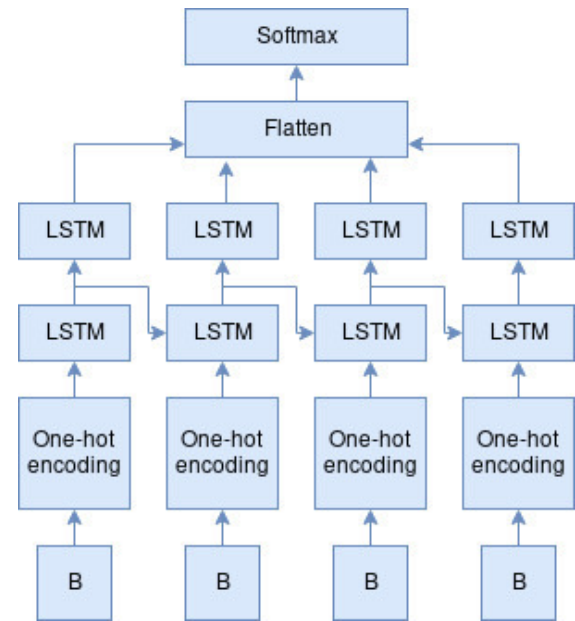 Softmax
Flatten
LSTM LSTM LSTM LSTM
LSTM LSTM LSTM LSTM
One-hot One-hot One-hot One-hot
encoding encoding encoding encoding
B B B B